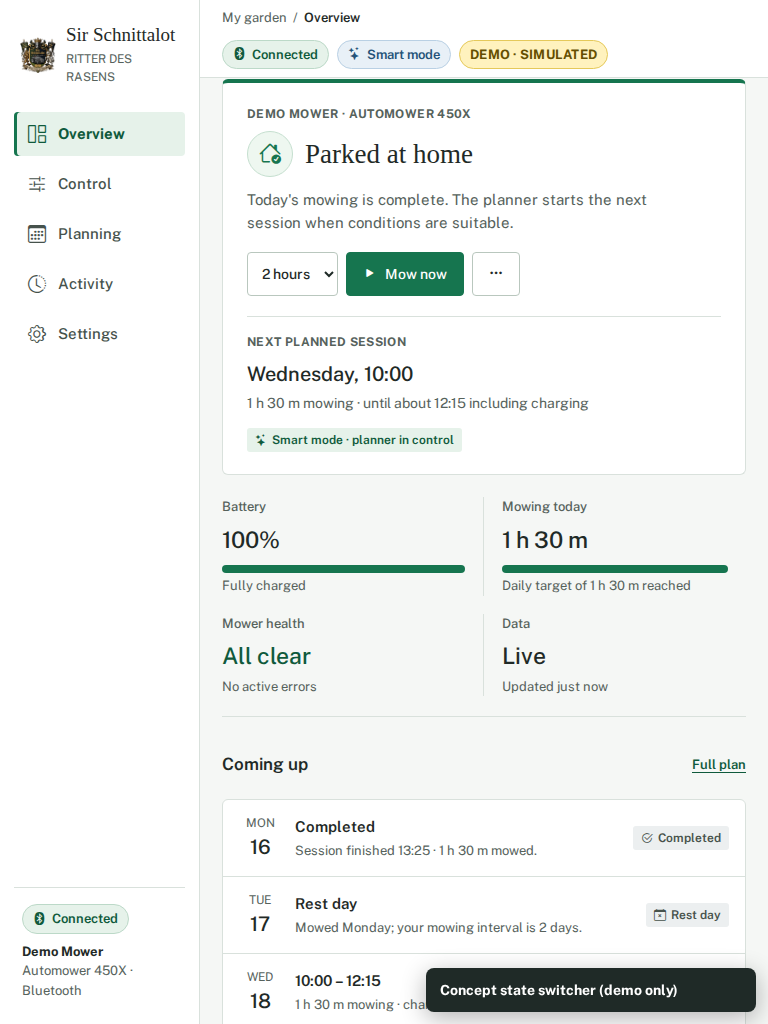 Sir Schnittalot
RITTER DES
RASENS
Overview
Control
Planning
Activity
Settings
Connected
Demo Mower
Automower 450X ·
Bluetooth
My garden / Overview
Connected
Smart mode
DEMO · SIMULATED
DEMO MOWER · AUTOMOWER 450X
Parked at home
Today's mowing is complete. The planner starts the next
session when conditions are suitable.
2 hours
Mow now
···
NEXT PLANNED SESSION
Wednesday, 10:00
1 h 30 m mowing · until about 12:15 including charging
Smart mode · planner in control
Battery
100%
Fully charged
Mowing today
1 h 30 m
Daily target of 1 h 30 m reached
Mower health
All clear
No active errors
Data
Live
Updated just now
Coming up
Full plan
MON
16
Completed
Session finished 13:25 · 1 h 30 m mowed.
Completed
TUE
17
Rest day
Mowed Monday; your mowing interval is 2 days.
Rest day
WED
18
10:00 – 12:15
1 h 30 m mowing ·
Concept state switcher (demo only)